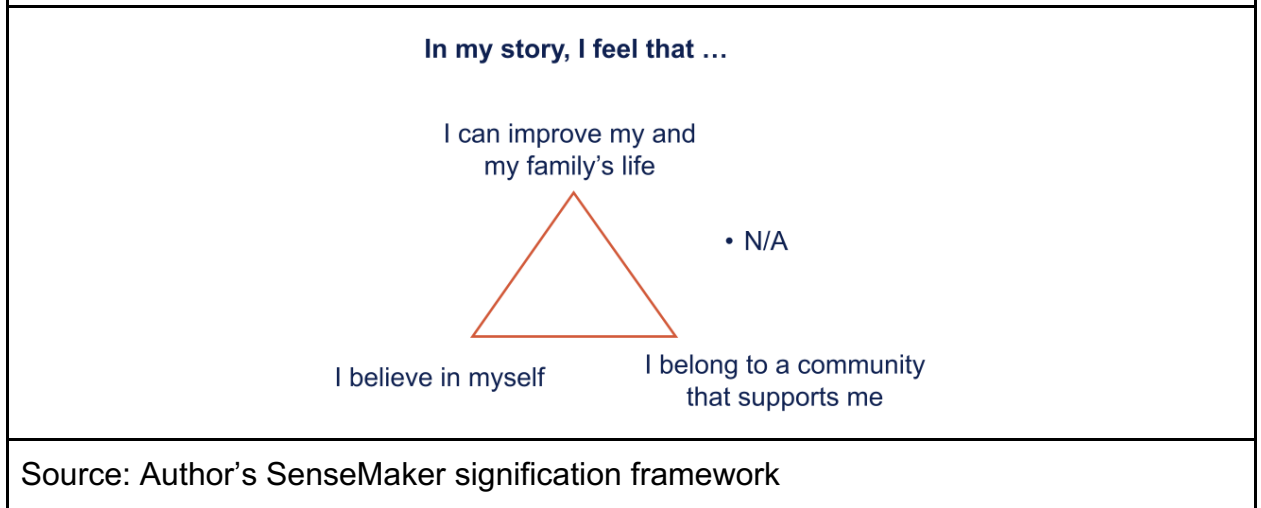 In my story, I feel that …
I can improve my and
my family’s life
• N/A
I believe in myself
I belong to a community
that supports me
Source: Author’s SenseMaker signification framework